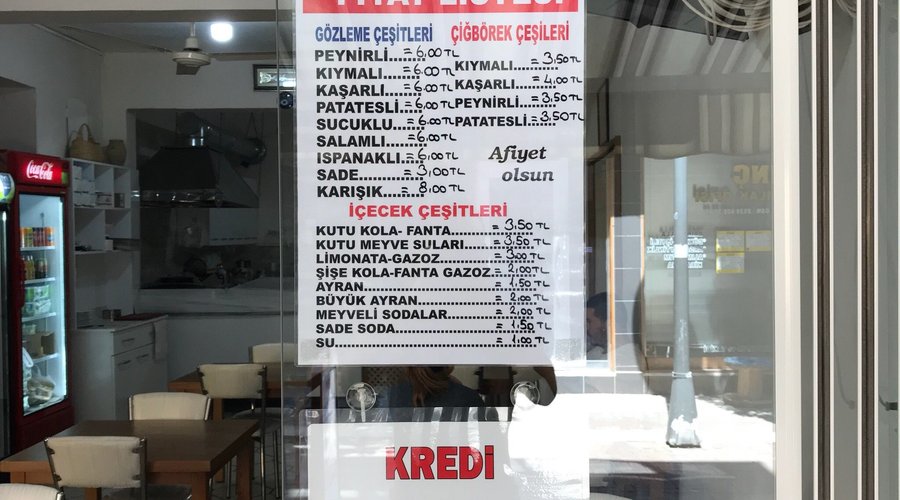 FİYAT LİSTESİ
GÖZLEME ÇEŞİTLERİ
PEYNİRLİ.......= 6,00 TL
KIYMALI.......= 6,00 TL
KAŞARLI.......= 6,00 TL
PATATESLİ....= 6,00 TL
SUCUKLU......= 6,00 TL
SALAMLI.......= 6,00 TL
ISPANAKLI....= 6,00 TL
SADE............= 3,00 TL
KARIŞIK........= 8,00 TL
ÇİĞBÖREK ÇEŞİLERİ
KIYMALI..........= 3,50 TL
KAŞARLI..........= 4,00 TL
PEYNİRLİ.........= 3,50 TL
PATATESLİ.......= 3,50 TL
Afiyet
olsun
İÇECEK ÇEŞİTLERİ
KUTU KOLA- FANTA.........= 3,50 TL
KUTU MEYVE SULARI.......= 3,50 TL
LİMONATA-GAZOZ...........= 3,00 TL
ŞİŞE KOLA-FANTA GAZOZ..= 2,00 TL
AYRAN..........................= 1,50 TL
BÜYÜK AYRAN................= 2,00 TL
MEYVELİ SODALAR..........= 2,00 TL
SADE SODA....................= 1,50 TL
SU................................= 1,00 TL
KREDİ
Coca-Cola